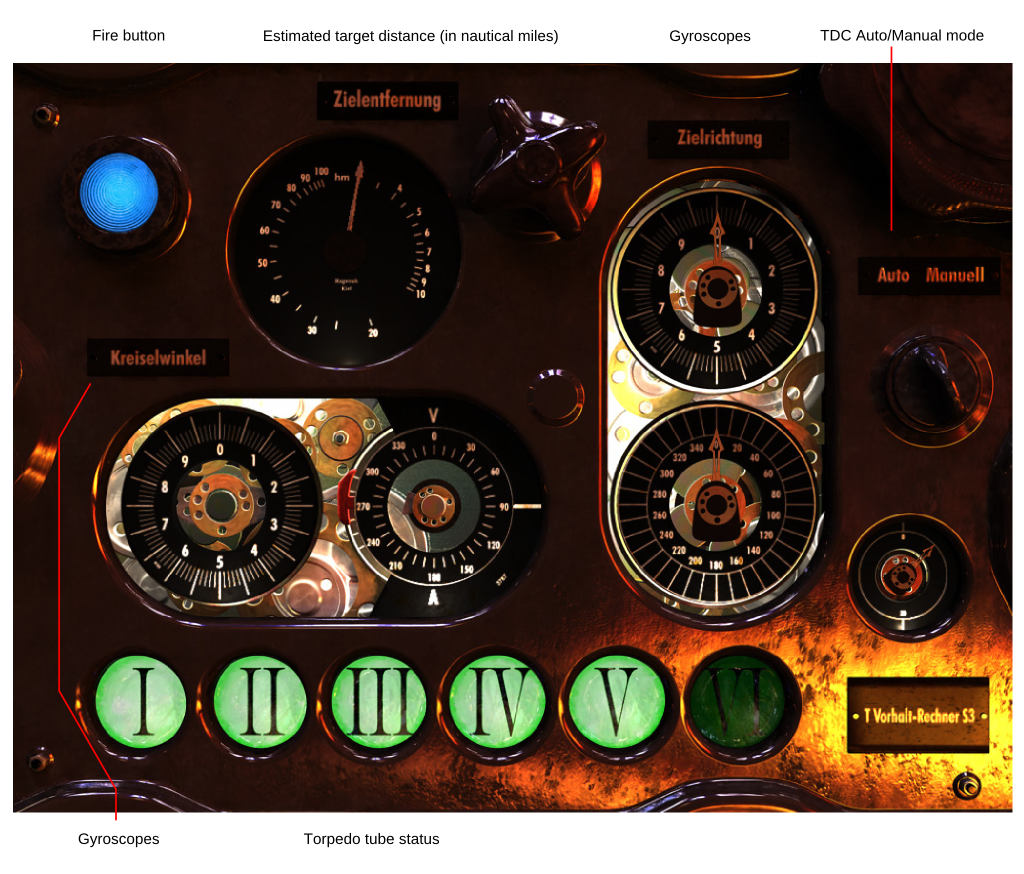 Fire button
Estimated target distance (in nautical miles)
Gyroscopes
TDC Auto/Manual mode
Zielentfernung
Zielrichtung
Auto Manuell
hm
4
5
6
7
8
9
10
20
30
40
50
60
70
80
90
100
Hagenuk
Kiel
1
2
3
4
5
6
7
8
9
20
40
60
80
100
120
140
160
180
200
220
240
260
280
300
320
340
Kreiselwinkel
0
1
2
3
4
5
6
7
8
9
V
0
30
60
90
120
150
180
210
240
270
300
330
A
I
II
III
IV
V
VI
T Vorhalt-Rechner S3
Gyroscopes
Torpedo tube status